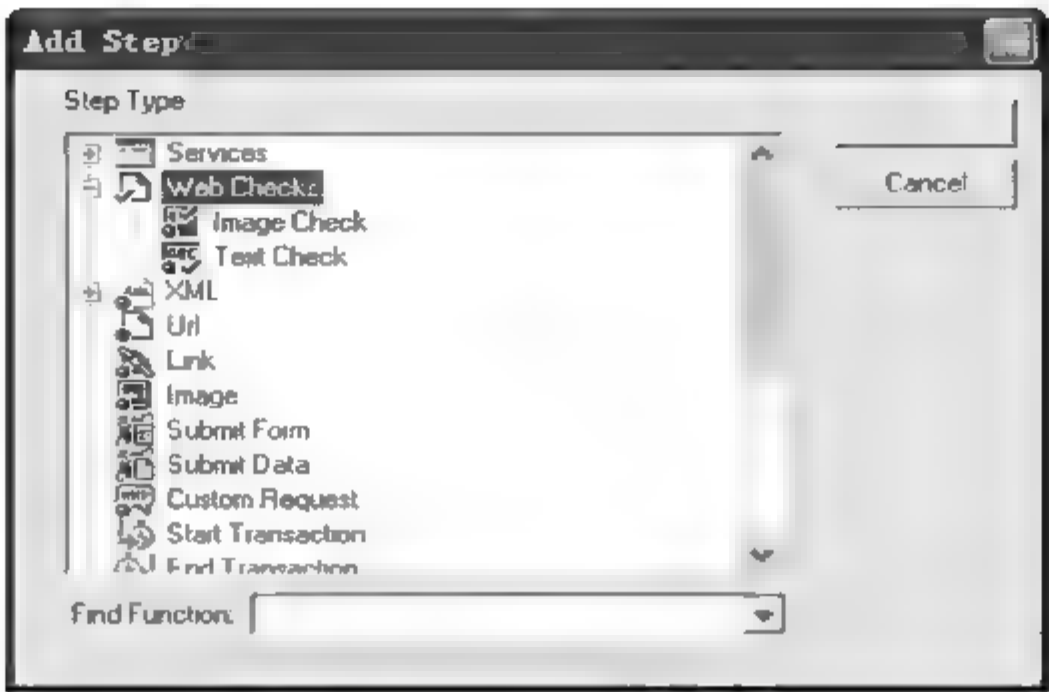 Add Step
Step Type
Services
Web Checks
Image Check
Text Check
XML
Url
Link
Image
Submit Form
Submit Data
Custom Request
Start Transaction
End Transaction
Cancel
Find Function: